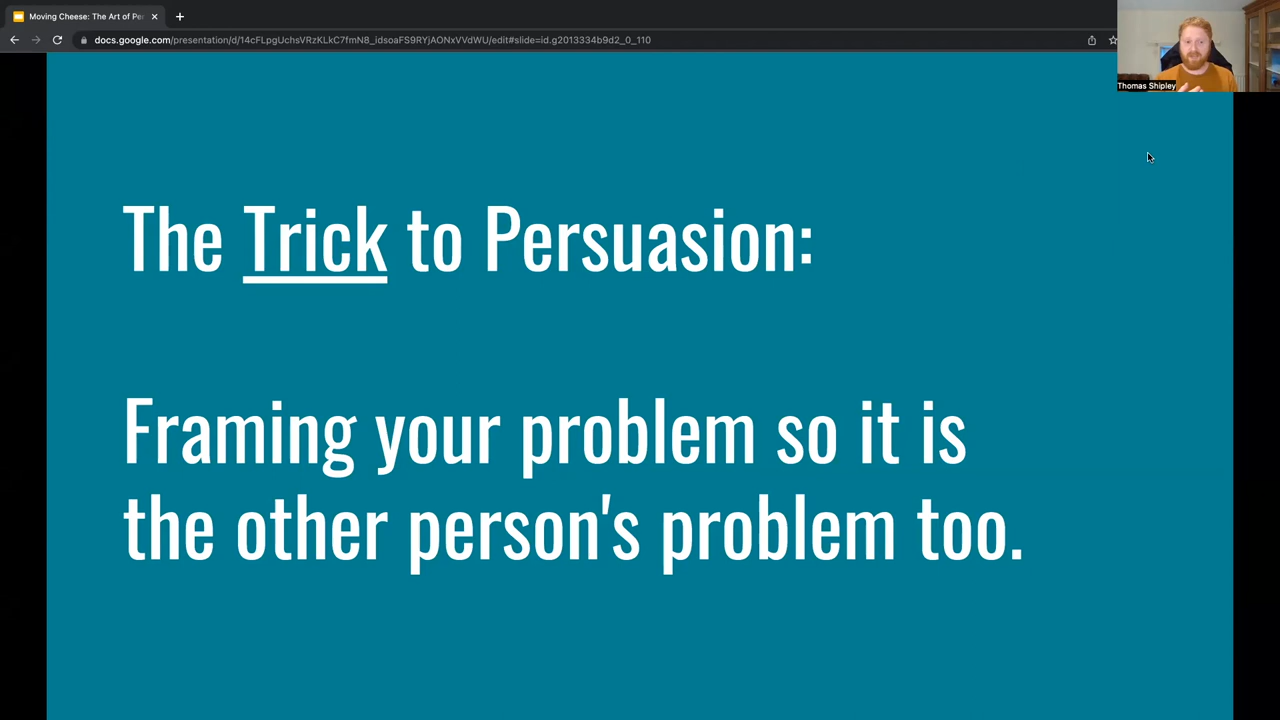 Moving Cheese: The Art of Pe
docs.google.com/presentation/d/14cFLpgUchsVRzKLkC7fmN8_idsoaFS9RYjAONxVVdWU/edit#slide=id.g2013334b9d2_0_110
Thomas Shipley
The Trick to Persuasion:
Framing your problem so it is
the other person's problem too.